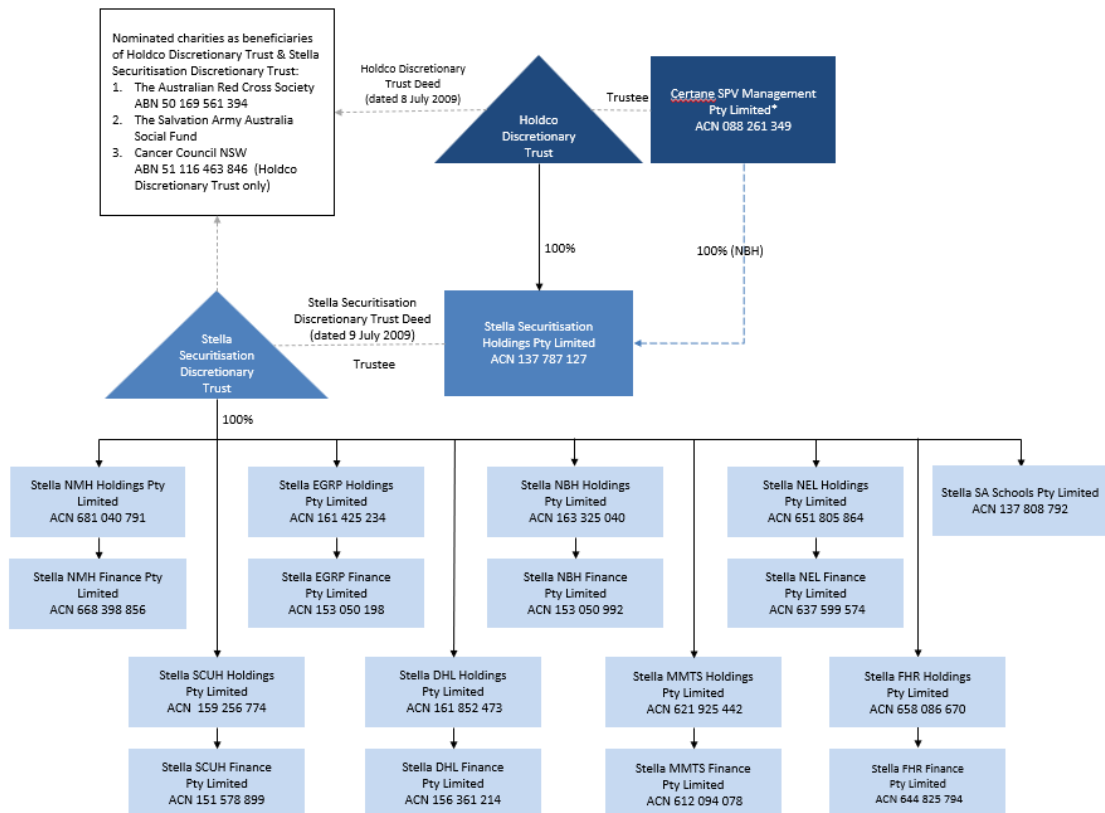 Nominated charities as beneficiaries
of Holdco Discretionary Trust & Stella
Securitisation Discretionary Trust:
1. The Australian Red Cross Society
ABN 50 169 561 394
2. The Salvation Army Australia
Social Fund
3. Cancer Council NSW
ABN 51 116 463 846 (Holdco
Discretionary Trust only)
Holdco Discretionary
Trust Deed
(dated 8 July 2009)
Holdco
Discretionary
Trust
Trustee
Certane SPV Management
Pty Limited*
ACN 088 261 349
100%
100% (NBH)
Stella Securitisation
Discretionary Trust
Stella Securitisation
Discretionary Trust Deed
(dated 9 July 2009)
Trustee
Stella Securitisation
Holdings Pty Limited
ACN 137 787 127
100%
Stella NMH Holdings Pty
Limited
ACN 681 040 791
Stella EGRP Holdings
Pty Limited
ACN 161 425 234
Stella NBH Holdings
Pty Limited
ACN 163 325 040
Stella NEL Holdings
Pty Limited
ACN 651 805 864
Stella SA Schools Pty Limited
ACN 137 808 792
Stella NMH Finance Pty
Limited
ACN 668 398 856
Stella EGRP Finance
Pty Limited
ACN 153 050 198
Stella NBH Finance
Pty Limited
ACN 153 050 992
Stella NEL Finance
Pty Limited
ACN 637 599 574
Stella SCUH Holdings
Pty Limited
ACN 159 256 774
Stella DHL Holdings
Pty Limited
ACN 161 852 473
Stella MMTS Holdings
Pty Limited
ACN 621 925 442
Stella FHR Holdings
Pty Limited
ACN 658 086 670
Stella SCUH Finance
Pty Limited
ACN 151 578 899
Stella DHL Finance
Pty Limited
ACN 156 361 214
Stella MMTS Finance
Pty Limited
ACN 612 094 078
Stella FHR Finance
Pty Limited
ACN 644 825 794